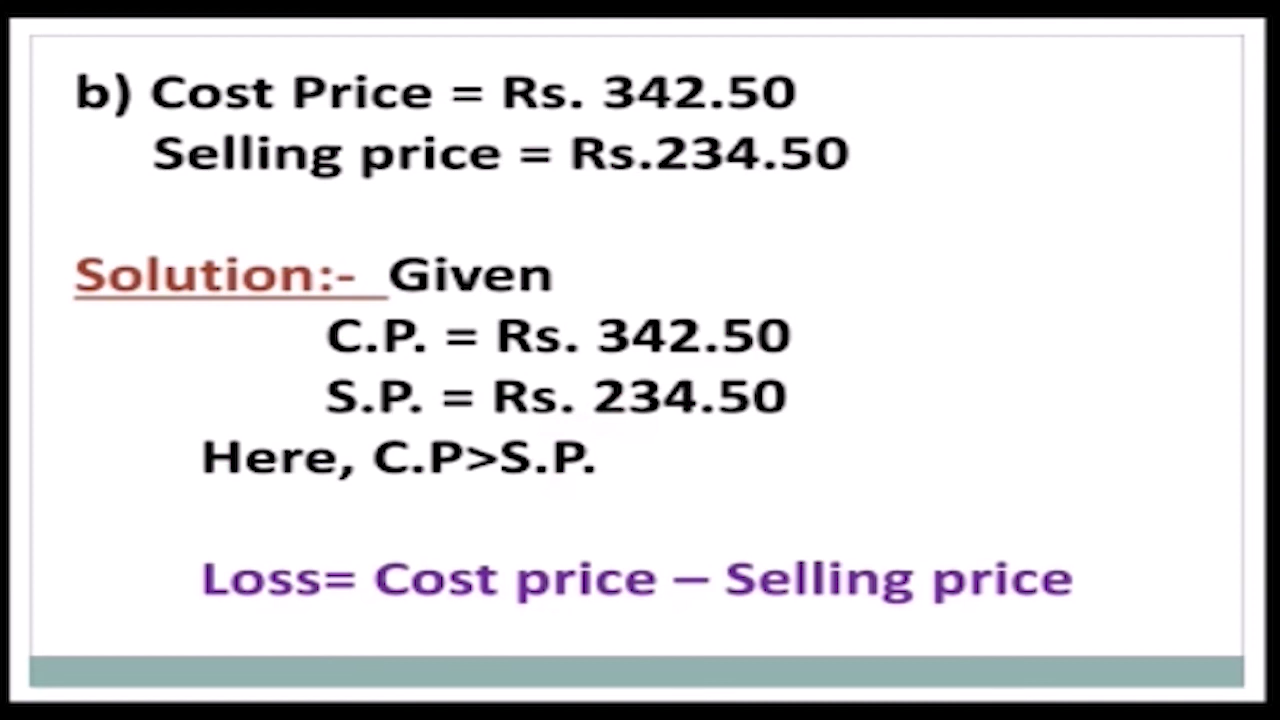 b) Cost Price = Rs. 342.50
Selling price = Rs.234.50
Solution:- Given
C.P. = Rs. 342.50
S.P. = Rs. 234.50
Here, C.P>S.P.
Loss= Cost price – Selling price